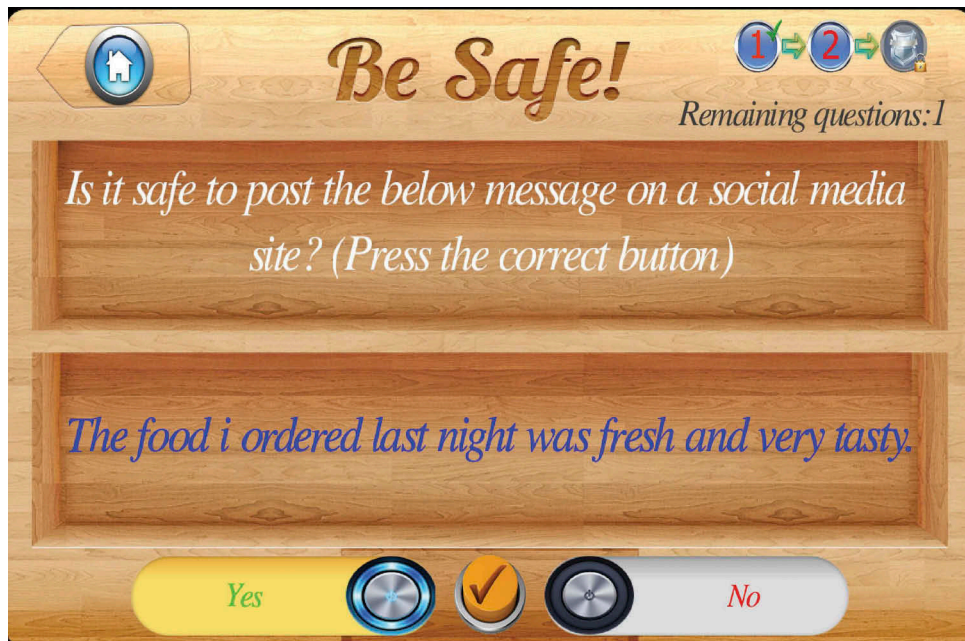 Be Safe!
1 2
Remaining questions:1
Is it safe to post the below message on a social media
site? (Press the correct button)
The food i ordered last night was fresh and very tasty.
Yes
No